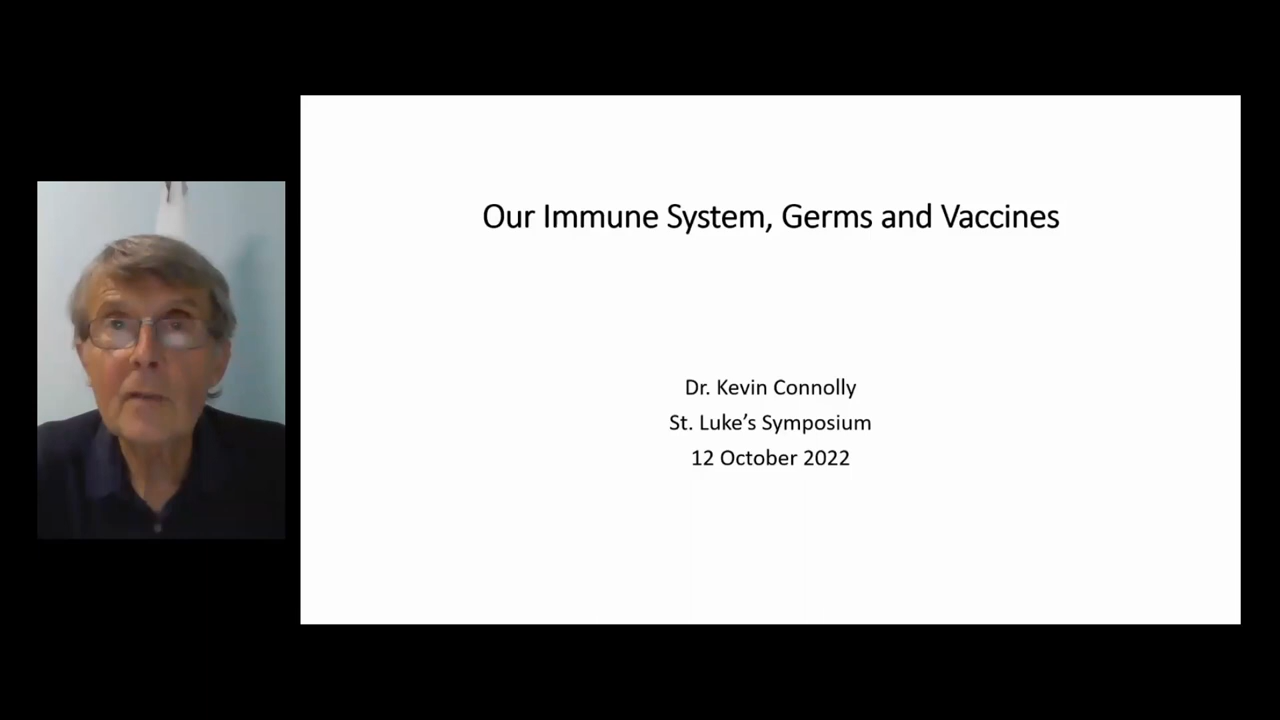 Our Immune System, Germs and Vaccines
Dr. Kevin Connolly
St. Luke’s Symposium
12 October 2022